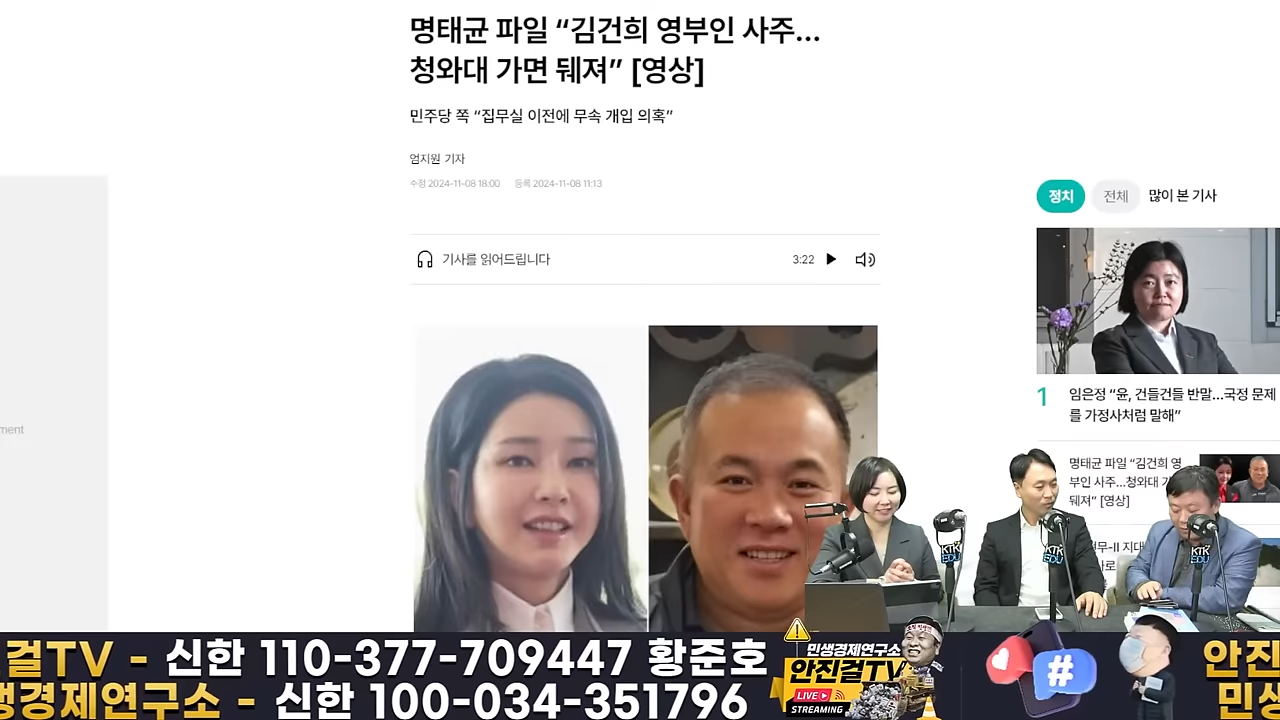 명태균 파일 “김건희 영부인 사주…
청와대 가면 뒈져” [영상]
민주당 쪽 “집무실 이전에 무속 개입 의혹”
엄지원 기자
수정 2024-11-08 18:00 등록 2024-11-08 11:13
기사를 읽어드립니다
3:22
정치 전체 많이 본 기사
1
임은정 “윤, 건들건들 반말…국정 문제
를 가정사처럼 말해”
명태균 파일 “김건희 영
부인 사주…청와대 가
뒈져” [영상]
ment
KTK
EDU
KTK
EDU
KTK
EDU
걸TV - 신한 110-377-709447 황준호
생경제연구소 - 신한 100-034-351796
민생경제연구소
안진걸TV
LIVE
STREAMING
#
안진
민생